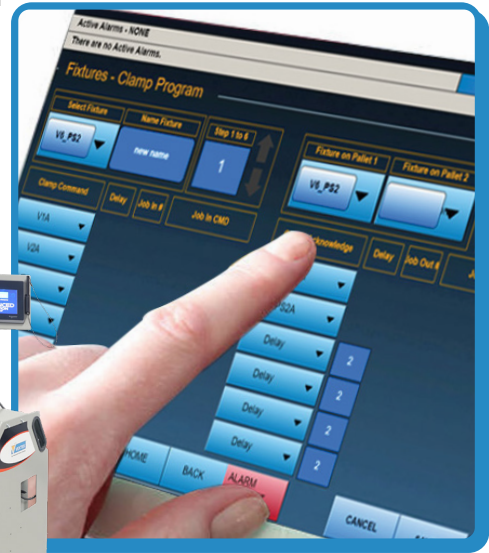 Active Alarms - NONE
There are no Active Alarms.
Fixtures - Clamp Program
Select Fixture
Name Fixture
Step 1 to 6
V6_PS2
new name
1
Fixture on Pallet 1
Fixture on Pallet 2
V6_PS2
Clamp Command
Delay
Job In #
Job In CMD
Acknowledge
Delay
Job Out #
V1A
V2A
PS2A
Delay
2
Delay
2
Delay
2
Delay
2
HOME
BACK
ALARM
CANCEL